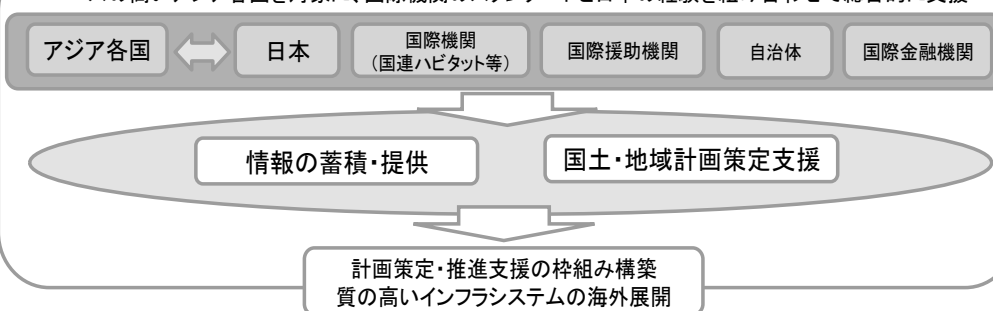 アジア各国
日本
国際機関
(国連ハビタット等)
国際援助機関
自治体
国際金融機関
情報の蓄積・提供
国土・地域計画策定支援
計画策定・推進支援の枠組み構築
質の高いインフラシステムの海外展開